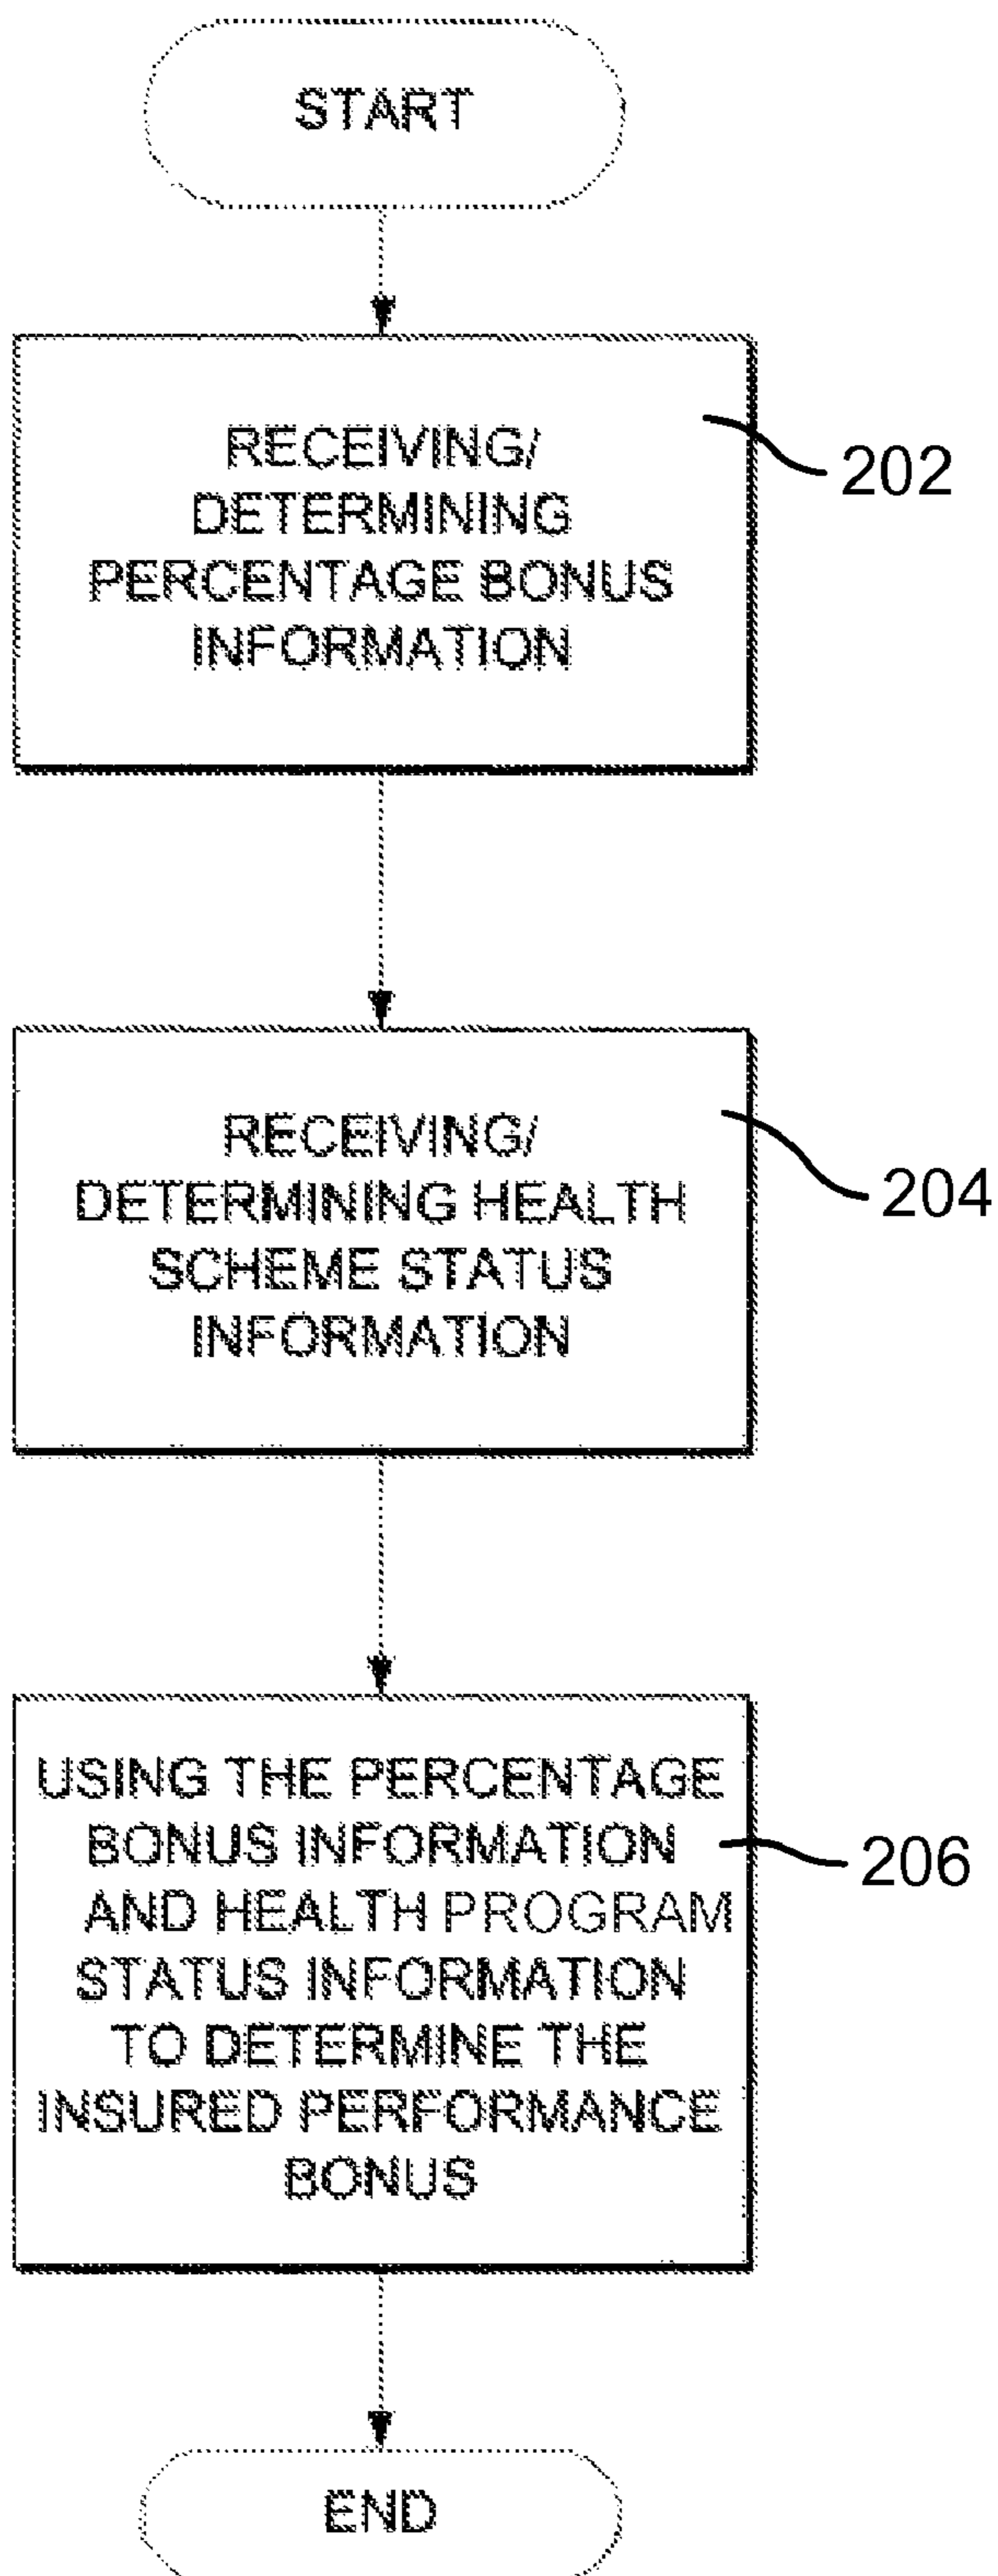 START
RECEIVING/
DETERMINING
PERCENTAGE BONUS
INFORMATION
202
RECEIVING/
DETERMINING HEALTH
SCHEME STATUS
INFORMATION
204
USING THE PERCENTAGE
BONUS INFORMATION
AND HEALTH PROGRAM
STATUS INFORMATION
TO DETERMINE THE
INSURED PERFORMANCE
BONUS
206
END